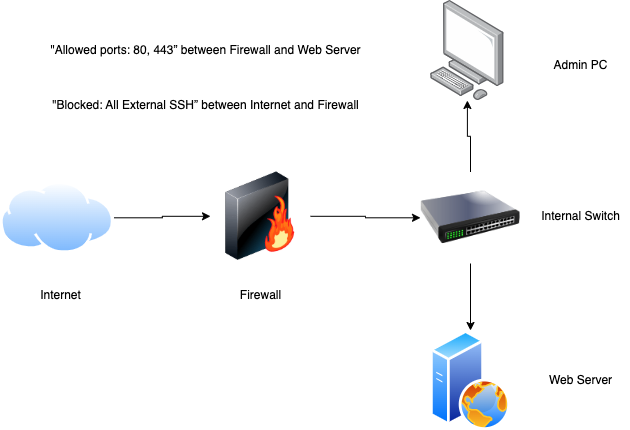 "Allowed ports: 80, 443” between Firewall and Web Server
Admin PC
"Blocked: All External SSH” between Internet and Firewall
Internal Switch
Internet
Firewall
Web Server